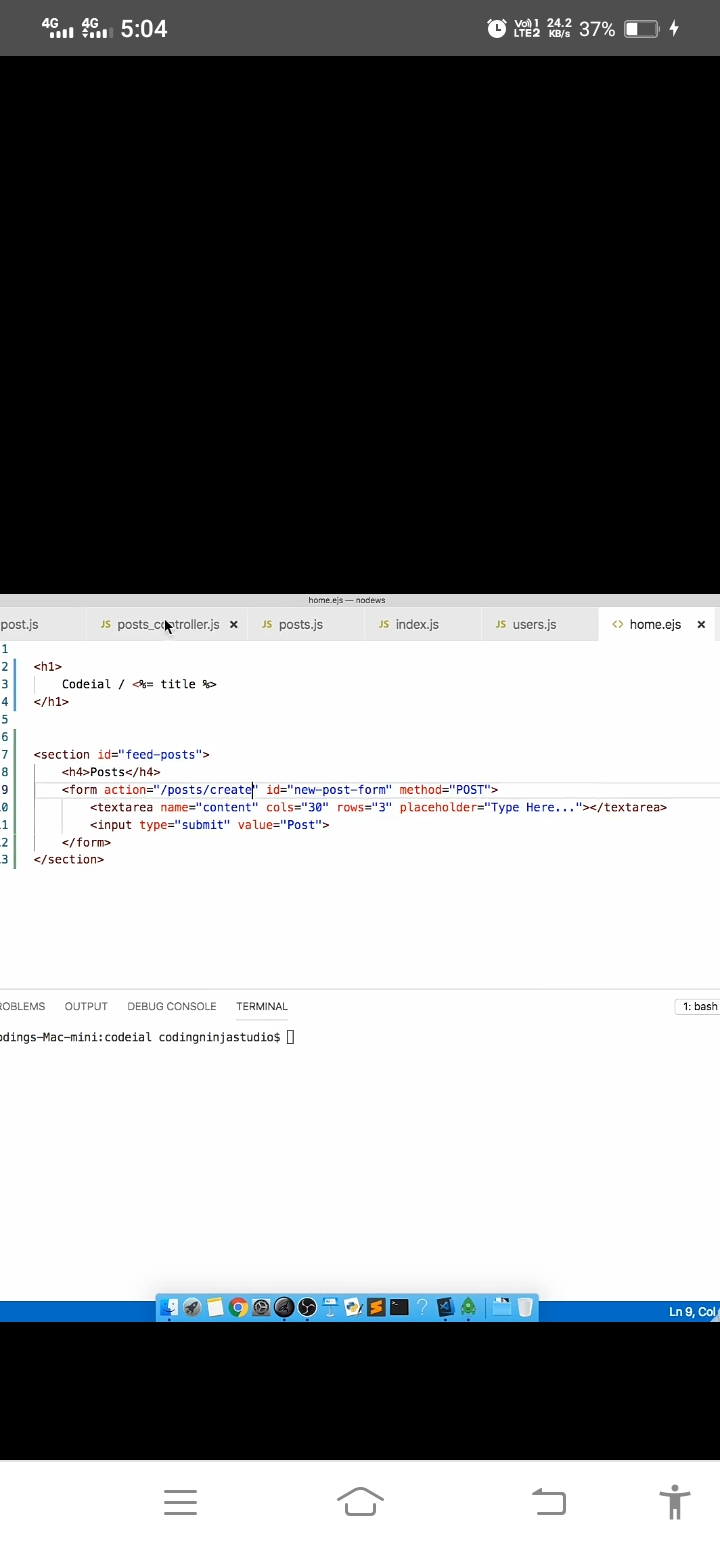 4G 4G 5:04 Vo) 1 LTE2 24.2 KB/s 37%
home.ejs — nodews
post.js JS posts_controller.js × JS posts.js JS index.js JS users.js <> home.ejs ×
1
2 <h1>
3 Codeial / <%= title %>
4 </h1>
5
6
7 <section id="feed-posts">
8 <h4>Posts</h4>
9 <form action="/posts/create" id="new-post-form" method="POST">
0 <textarea name="content" cols="30" rows="3" placeholder="Type Here..."></textarea>
1 <input type="submit" value="Post">
2 </form>
3 </section>
ROBLEMS OUTPUT DEBUG CONSOLE TERMINAL 1: bash
odings-Mac-mini:codeial codingninjastudio$
Ln 9, Col